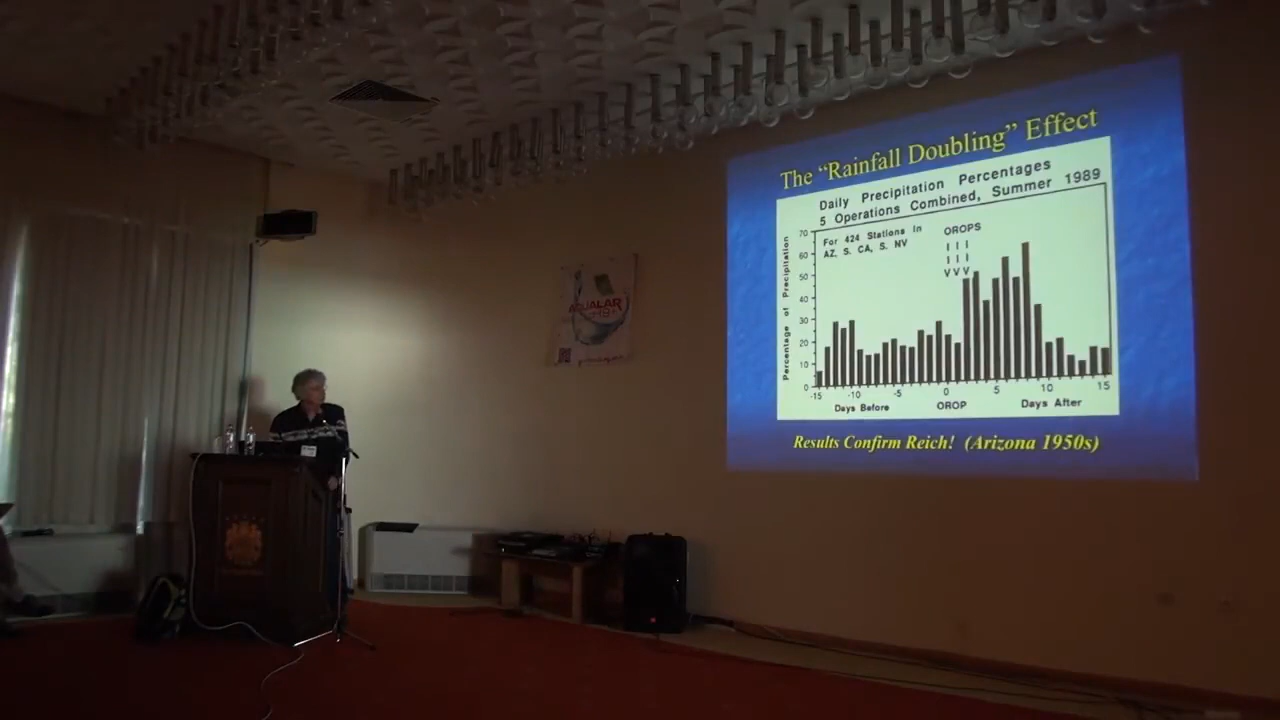 The "Rainfall Doubling" Effect
Daily Precipitation Percentages
5 Operations Combined, Summer 1989
For 424 Stations in
AZ, S. CA, S. NV
OROPS
Percentage of Precipitation
70
60
50
40
30
20
10
0
-15
-10
-5
0
5
10
15
Days Before
OROP
Days After
Results Confirm Reich! (Arizona 1950s)
AQUALAR